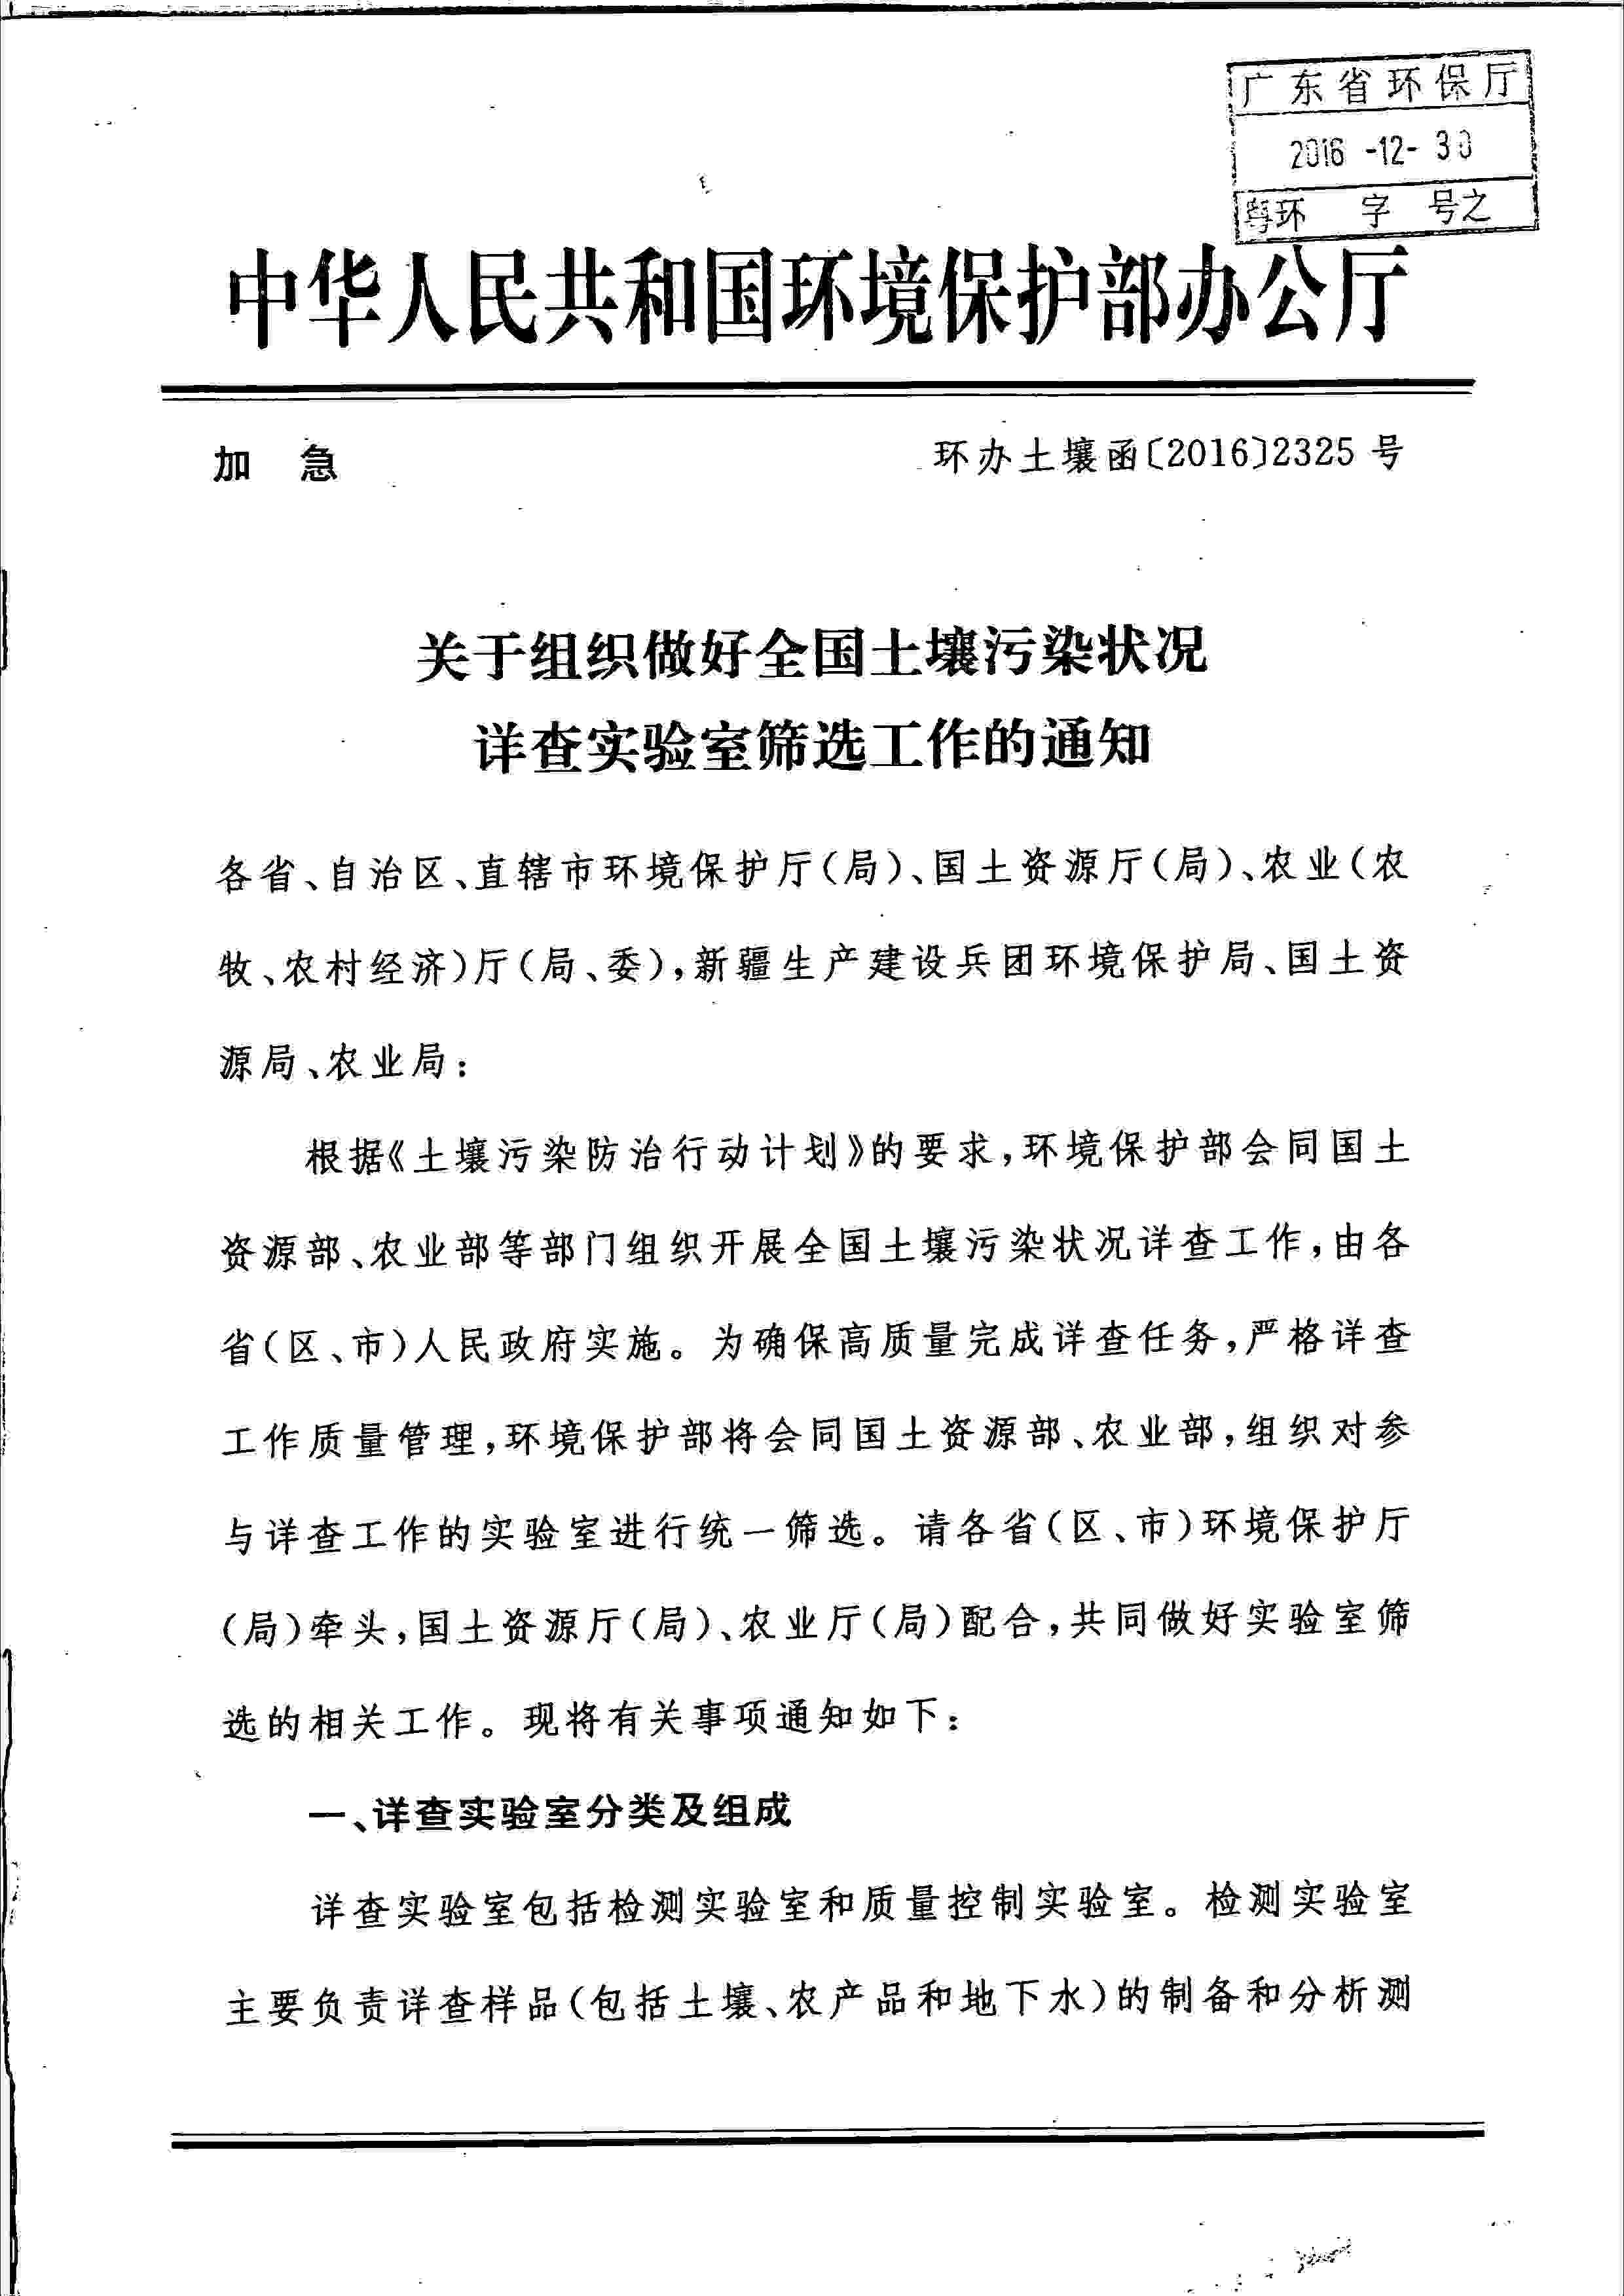 广东省环保厅
2016-12-30
粤环 字 号之
中华人民共和国环境保护部办公厅
加 急
环办土壤函〔2016〕2325 号
关于组织做好全国土壤污染状况
详查实验室筛选工作的通知
各省、自治区、直辖市环境保护厅(局)、国土资源厅(局)、农业(农
牧、农村经济)厅(局、委),新疆生产建设兵团环境保护局、国土资
源局、农业局:
根据《土壤污染防治行动计划》的要求,环境保护部会同国土
资源部、农业部等部门组织开展全国土壤污染状况详查工作,由各
省(区、市)人民政府实施。为确保高质量完成详查任务,严格详查
工作质量管理,环境保护部将会同国土资源部、农业部,组织对参
与详查工作的实验室进行统一筛选。请各省(区、市)环境保护厅
(局)牵头,国土资源厅(局)、农业厅(局)配合,共同做好实验室筛
选的相关工作。现将有关事项通知如下:
一、详查实验室分类及组成
详查实验室包括检测实验室和质量控制实验室。检测实验室
主要负责详查样品(包括土壤、农产品和地下水)的制备和分析测